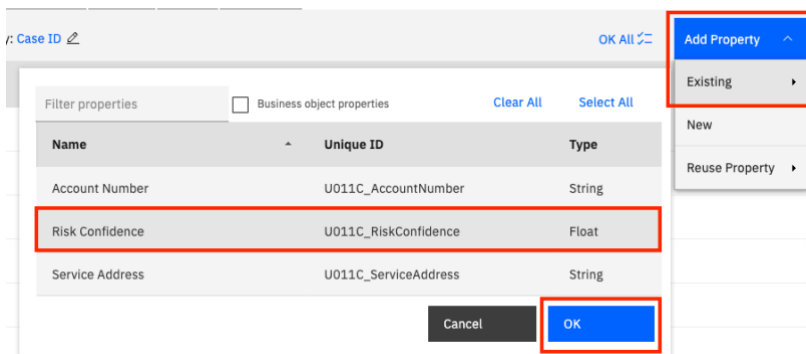 y: Case ID
OK All
Add Property
Existing
New
Reuse Property
Filter properties
Business object properties
Clear All
Select All
Name Unique ID Type
Account Number U011C_AccountNumber String
Risk Confidence U011C_RiskConfidence Float
Service Address U011C_ServiceAddress String
Cancel
OK